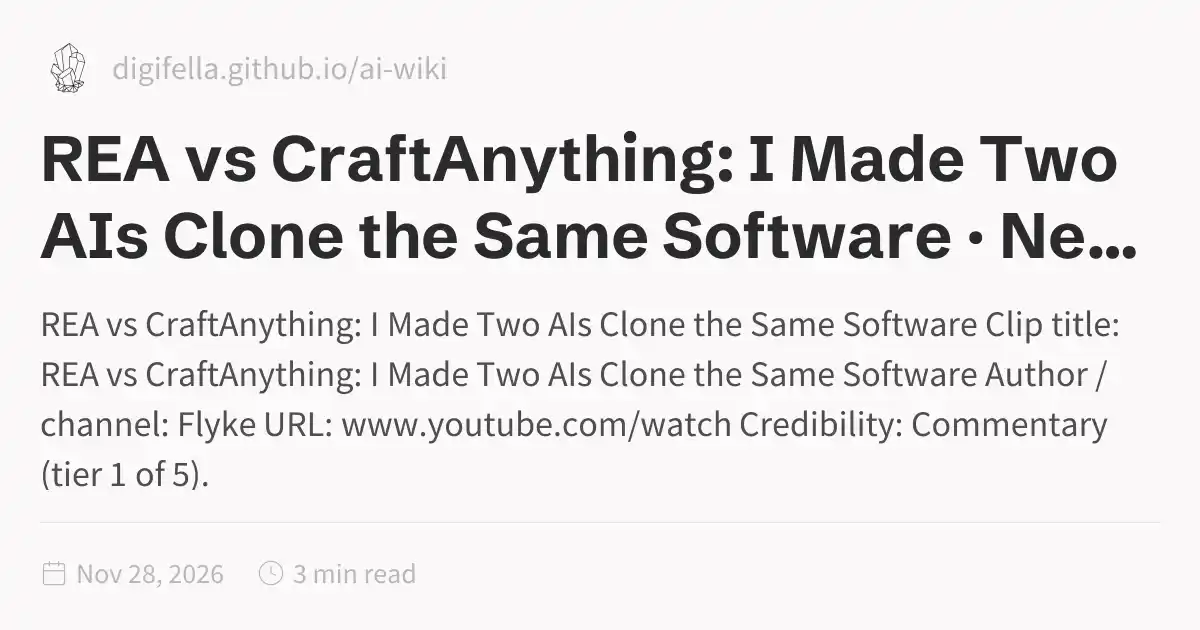 digifella.github.io/ai-wiki
REA vs CraftAnything: I Made Two
AIs Clone the Same Software · Ne...
REA vs CraftAnything: I Made Two AIs Clone the Same Software Clip title:
REA vs CraftAnything: I Made Two AIs Clone the Same Software Author /
channel: Flyke URL: www.youtube.com/watch Credibility: Commentary
(tier 1 of 5).
Nov 28, 2026 3 min read